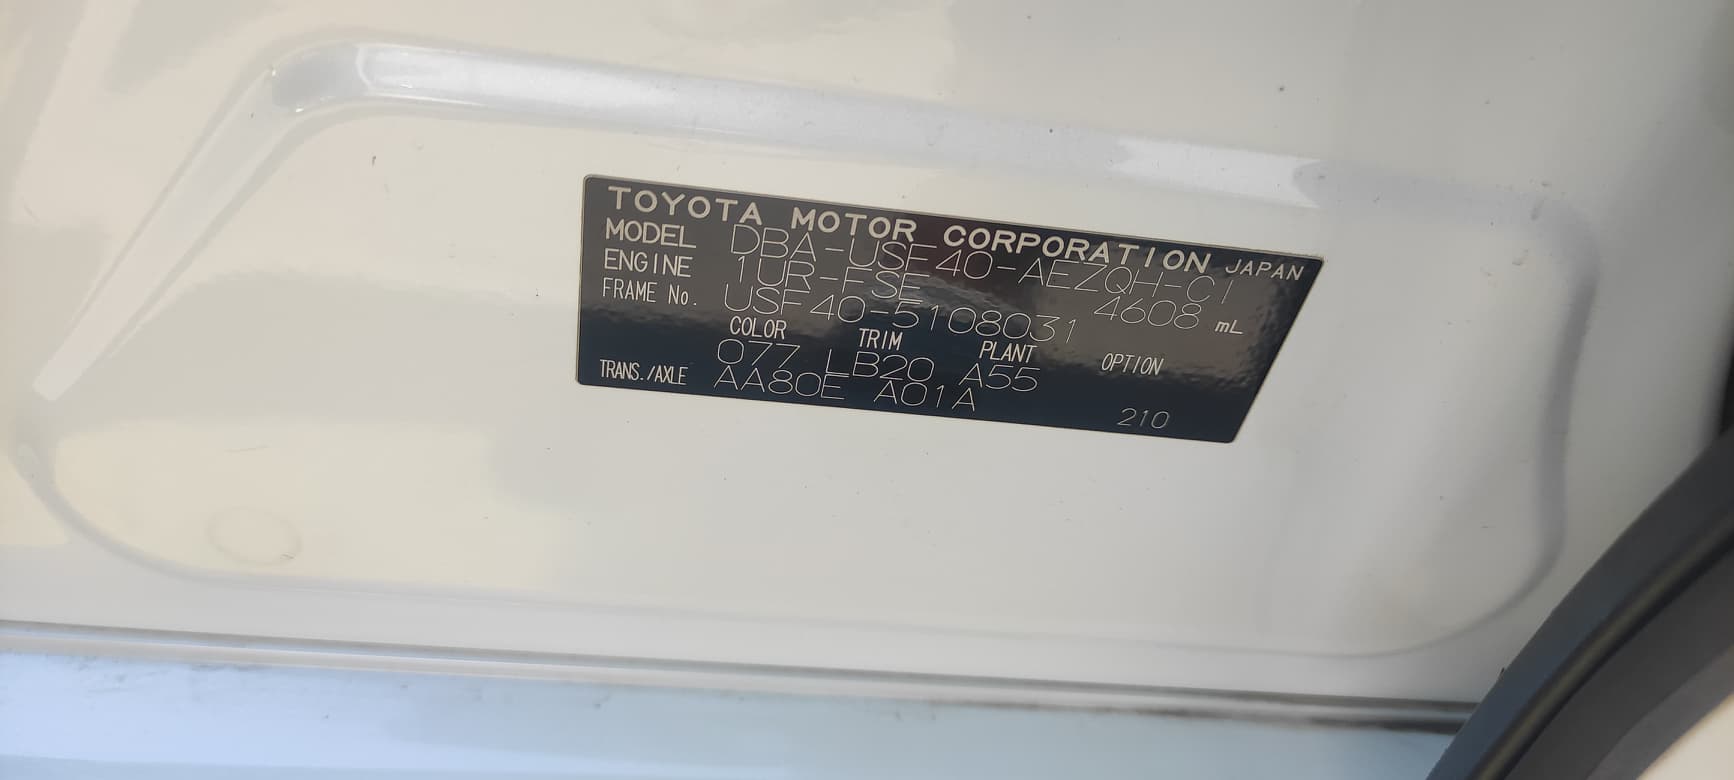 TOYOTA MOTOR CORPORATION JAPAN
MODEL DBA-USF40-AEZQH-C1
ENGINE 1UR-FSE 4608 mL
FRAME No. USF40-5108031
COLOR TRIM PLANT OPTION
077 LB20 A55
TRANS./AXLE AA80E A01A
210